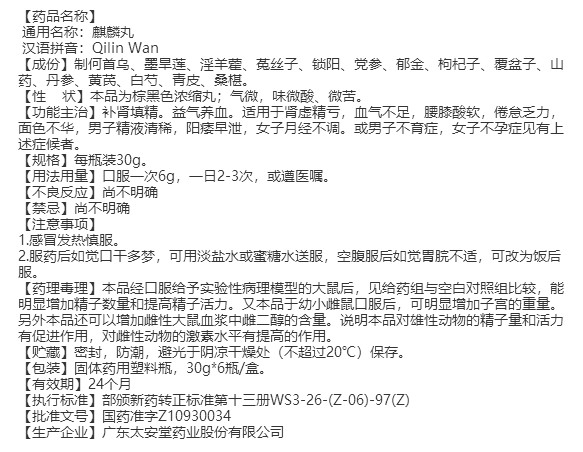 【药品名称】
通用名称：麒麟丸
汉语拼音：Qilin Wan
【成份】制何首乌、墨旱莲、淫羊藿、菟丝子、锁阳、党参、郁金、枸杞子、覆盆子、山
药、丹参、黄芪、白芍、青皮、桑椹。
【性　状】本品为棕黑色浓缩丸；气微，味微酸、微苦。
【功能主治】补肾填精。益气养血。适用于肾虚精亏，血气不足，腰膝酸软，倦怠乏力，
面色不华，男子精液清稀，阳痿早泄，女子月经不调。或男子不育症，女子不孕症见有上
述症候者。
【规格】每瓶装30g。
【用法用量】口服一次6g，一日2-3次，或遵医嘱。
【不良反应】尚不明确
【禁忌】尚不明确
【注意事项】
1.感冒发热慎服。
2.服药后如觉口干多梦，可用淡盐水或蜜糖水送服，空腹服后如觉胃脘不适，可改为饭后
服。
【药理毒理】本品经口服给予实验性病理模型的大鼠后，见给药组与空白对照组比较，能
明显增加精子数量和提高精子活力。又本品于幼小雌鼠口服后，可明显增加子宫的重量。
另外本品还可以增加雌性大鼠血浆中雌二醇的含量。说明本品对雄性动物的精子量和活力
有促进作用，对雌性动物的激素水平有提高的作用。
【贮藏】密封，防潮，避光于阴凉干燥处（不超过20℃）保存。
【包装】固体药用塑料瓶，30g*6瓶/盒。
【有效期】24个月
【执行标准】部颁新药转正标准第十三册WS3-26-(Z-06)-97(Z)
【批准文号】国药准字Z10930034
【生产企业】广东太安堂药业股份有限公司